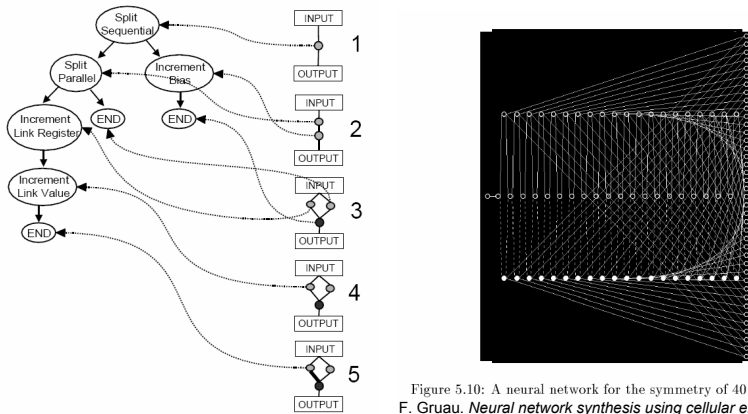 Split
Sequential
Split
Parallel
Increment
Bias
Increment
Link Register
END
END
Increment
Link Value
END
INPUT
1
OUTPUT
INPUT
2
OUTPUT
INPUT
3
OUTPUT
INPUT
4
OUTPUT
INPUT
5
OUTPUT
Figure 5.10: A neural network for the symmetry of 40
F. Gruau. Neural network synthesis using cellular e